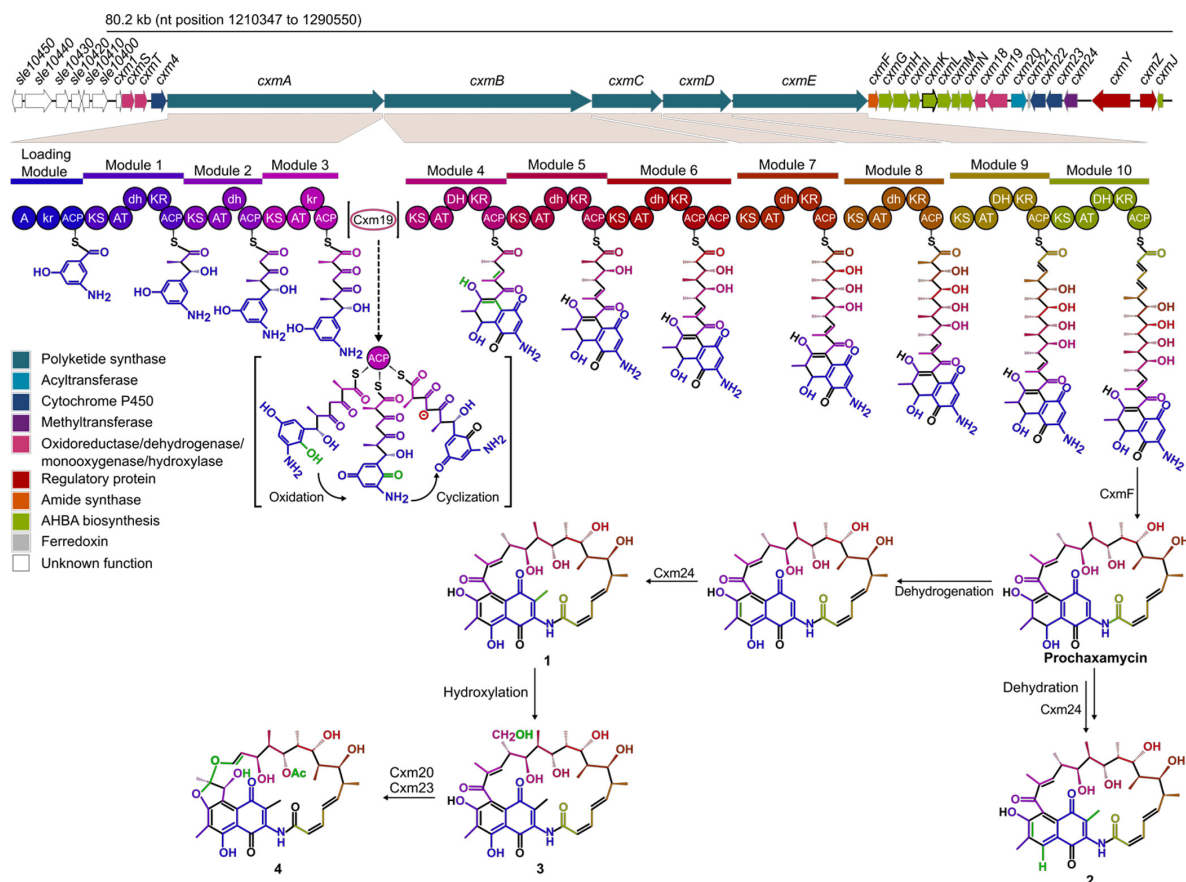 80.2 kb (nt position 1210347 to 1290550)
sle10450
sle10440
sle10430
sle10420
sle10410
sle10400
cxm1
cxmS
cxmT
cxm4
cxmA
cxmB
cxmC
cxmD
cxmE
cxmF
cxmG
cxmH
cxmI
cxmK
cxmM
cxmN
cxm18
cxm19
cxm20
cxm21
cxm22
cxm23
cxm24
cxmY
cxmZ
cxmJ
Loading Module
Module 1
Module 2
Module 3
Module 4
Module 5
Module 6
Module 7
Module 8
Module 9
Module 10
A kr ACP KS AT dh KR ACP KS AT dh ACP KS AT kr ACP
Cxm19
KS AT DH KR ACP KS AT dh KR ACP KS AT dh KR ACP ACP KS AT dh KR ACP KS AT dh KR ACP KS AT DH KR ACP KS AT DH KR ACP
ACP
Oxidation
Cyclization
Polyketide synthase
Acyltransferase
Cytochrome P450
Methyltransferase
Oxidoreductase/dehydrogenase/
monooxygenase/hydroxylase
Regulatory protein
Amide synthase
AHBA biosynthesis
Ferredoxin
Unknown function
CxmF
Cxm24
Dehydrogenation
1
Prochaxamycin
Hydroxylation
Dehydration
Cxm24
CH2OH
OAc
Cxm20
Cxm23
4
3
2